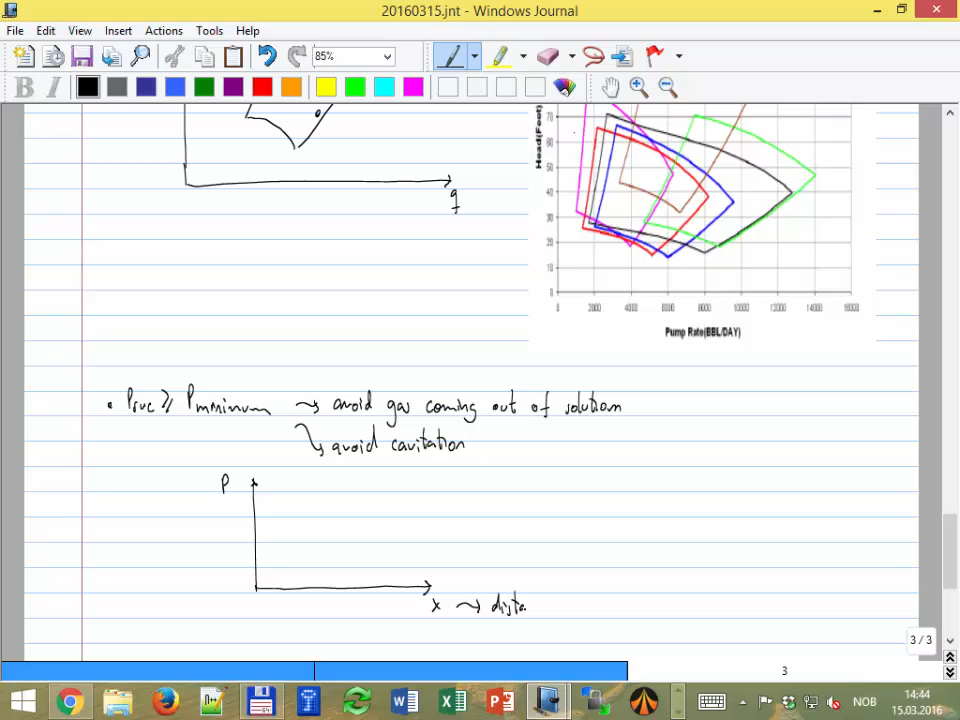 20160315.jnt - Windows Journal
File Edit View Insert Actions Tools Help
85%
B I
q
Head(Feet)
70
60
50
40
30
20
10
0
0 2000 4000 6000 8000 10000 12000 14000 16000
Pump Rate(BBL/DAY)
• Psuc ≥ Pminimum → avoid gas coming out of solution
→ avoid cavitation
P
x → dista
3 / 3
3
NOB
14:44
15.03.2016